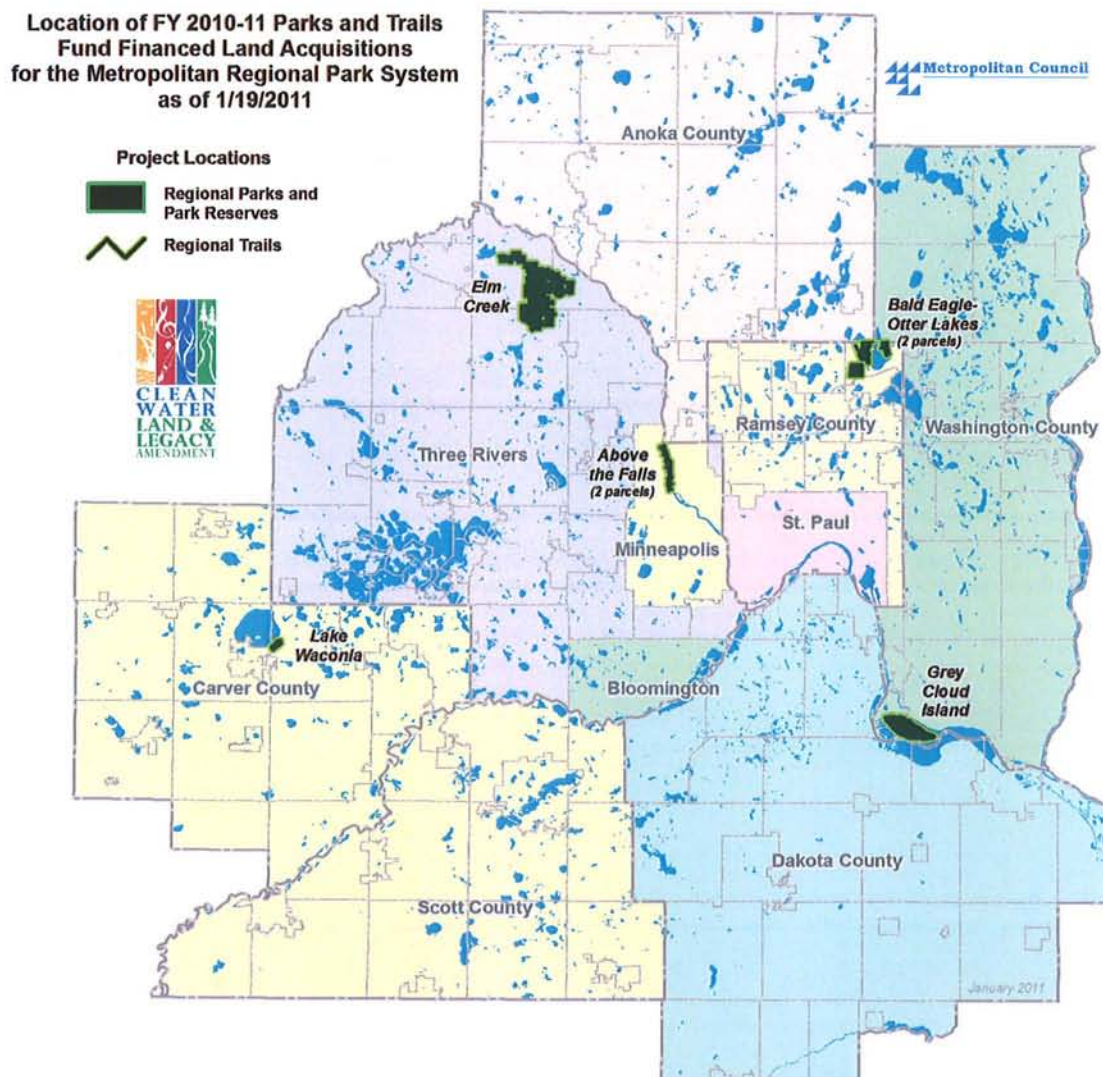 Location of FY 2010-11 Parks and Trails
Fund Financed Land Acquisitions
for the Metropolitan Regional Park System
as of 1/19/2011
Metropolitan Council
Project Locations
Regional Parks and
Park Reserves
Regional Trails
CLEAN
WATER
LAND &
LEGACY
AMENDMENT
Anoka County
Elm
Creek
Bald Eagle-
Otter Lakes
(2 parcels)
Three Rivers
Above
the Falls
(2 parcels)
Ramsey County
Washington County
Minneapolis
St. Paul
Lake
Waconia
Carver County
Bloomington
Grey
Cloud
Island
Dakota County
Scott County
January 2011